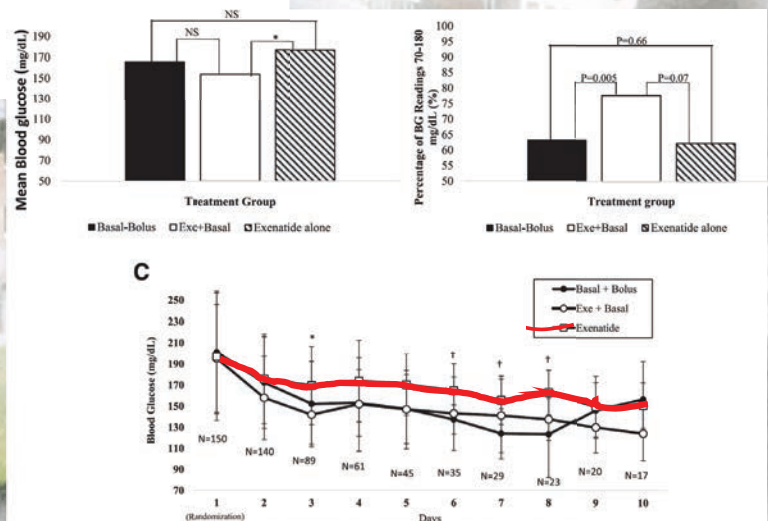 NS
NS
*
Mean Blood glucose (mg/dL)
190
170
150
130
110
90
70
50
Treatment Group
Basal-Bolus Exe+Basal Exenatide alone
P=0.66
P=0.005
P=0.07
Percentage of BG Readings 70-180
mg/dL (%)
100
95
90
85
80
75
70
65
60
55
50
Treatment group
Basal-Bolus Exe+Basal Exenatide alone
C
Basal + Bolus
Exe + Basal
Exenatide
Blood Glucose (mg/dL)
250
230
210
190
170
150
130
110
90
70
* † † †
N=150 N=140 N=89 N=61 N=45 N=35 N=29 N=23 N=20 N=17
1 2 3 4 5 6 7 8 9 10
(Randomization)
Days